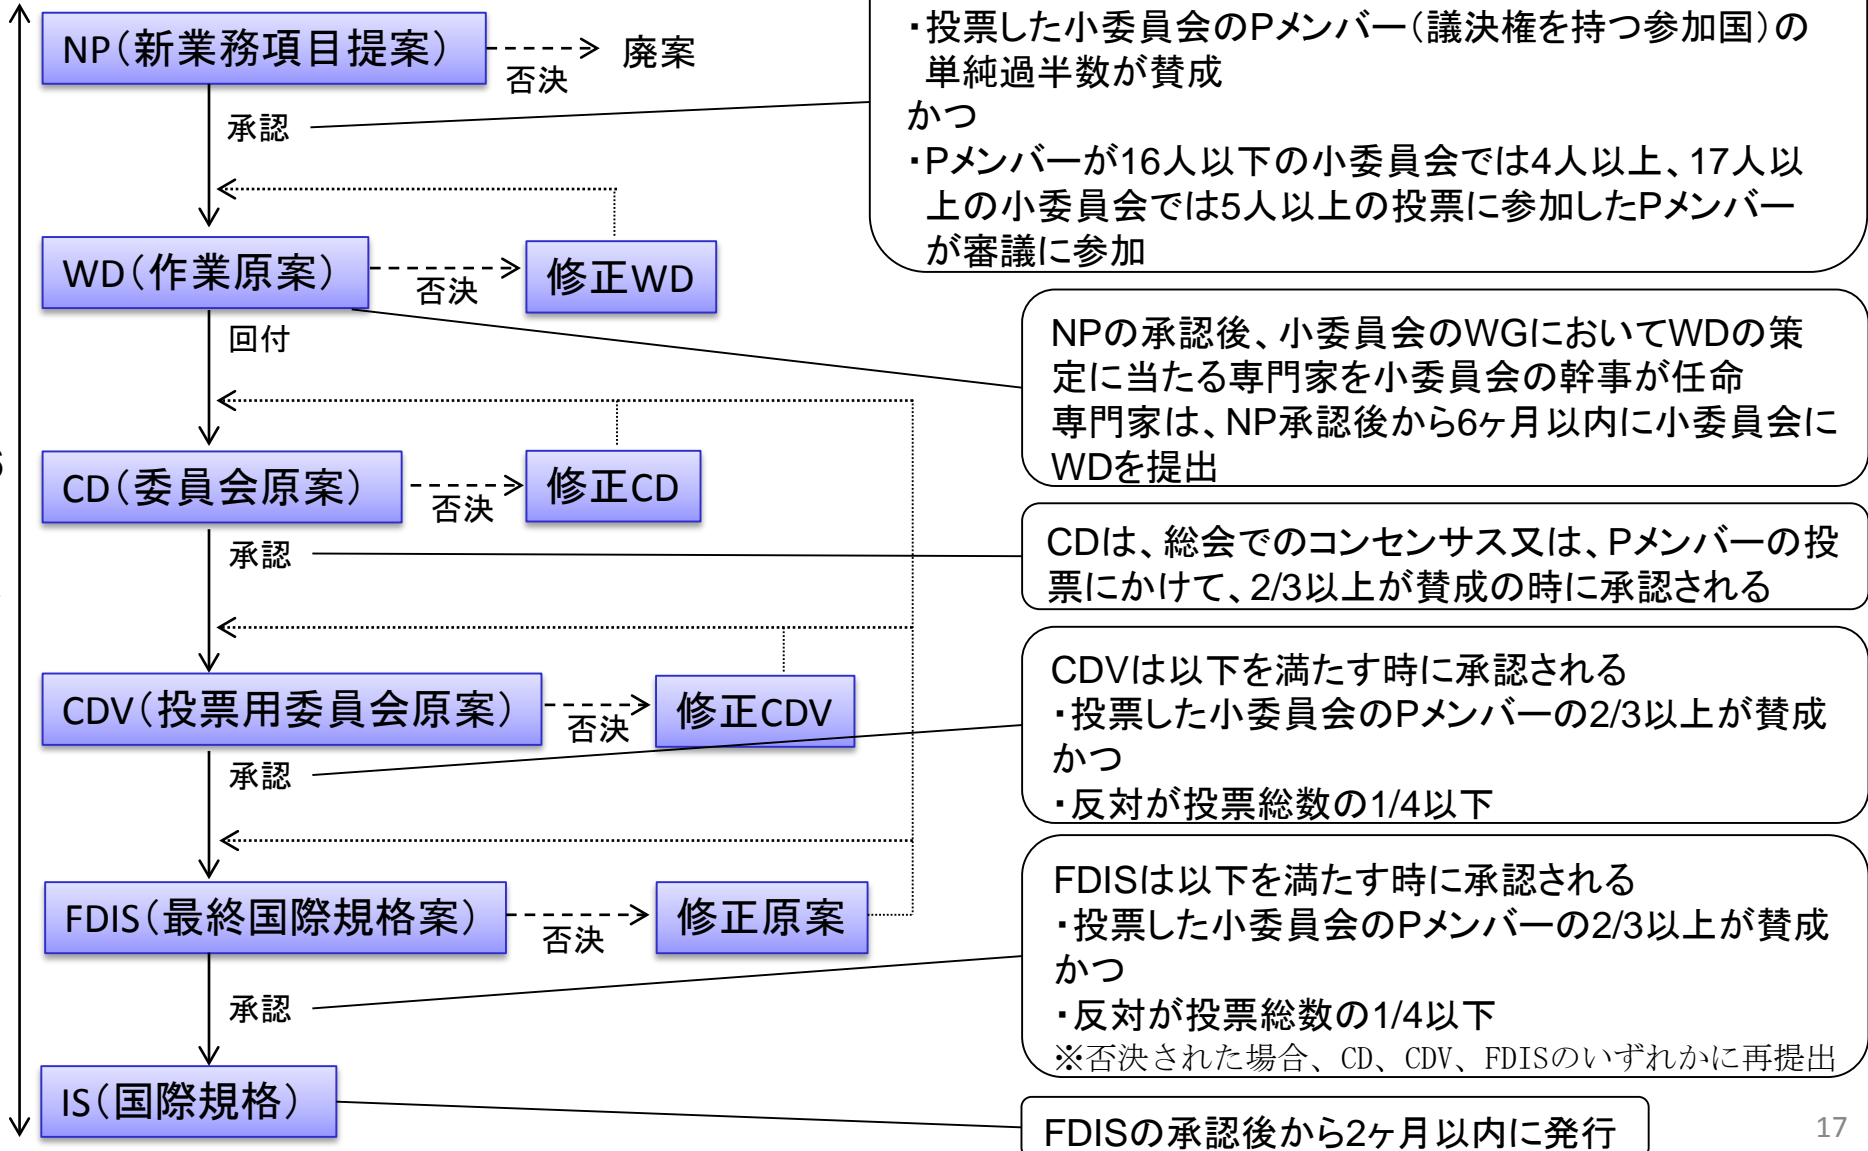 NP(新業務項目提案)
否決
廃案
承認
・投票した小委員会のPメンバー(議決権を持つ参加国)の
単純過半数が賛成
かつ
・Pメンバーが16人以下の小委員会では4人以上、17人以
上の小委員会では5人以上の投票に参加したPメンバー
が審議に参加
WD(作業原案)
否決
修正WD
回付
NPの承認後、小委員会のWGにおいてWDの策
定に当たる専門家を小委員会の幹事が任命
専門家は、NP承認後から6ヶ月以内に小委員会に
WDを提出
CD(委員会原案)
否決
修正CD
承認
CDは、総会でのコンセンサス又は、Pメンバーの投
票にかけて、2/3以上が賛成の時に承認される
CDV(投票用委員会原案)
否決
修正CDV
承認
CDVは以下を満たす時に承認される
・投票した小委員会のPメンバーの2/3以上が賛成
かつ
・反対が投票総数の1/4以下
FDIS(最終国際規格案)
否決
修正原案
承認
FDISは以下を満たす時に承認される
・投票した小委員会のPメンバーの2/3以上が賛成
かつ
・反対が投票総数の1/4以下
※否決された場合、CD、CDV、FDISのいずれかに再提出
IS(国際規格)
FDISの承認後から2ヶ月以内に発行
17